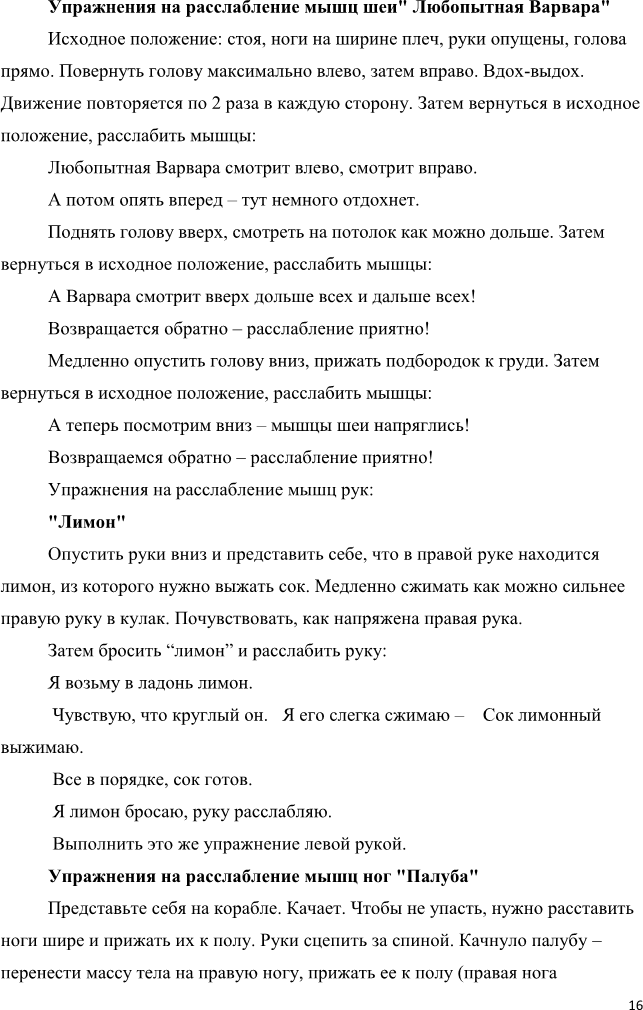 Упражнения на расслабление мышц шеи" Любопытная Варвара"
Исходное положение: стоя, ноги на ширине плеч, руки опущены, голова
прямо. Повернуть голову максимально влево, затем вправо. Вдох-выдох.
Движение повторяется по 2 раза в каждую сторону. Затем вернуться в исходное
положение, расслабить мышцы:
Любопытная Варвара смотрит влево, смотрит вправо.
А потом опять вперед – тут немного отдохнет.
Поднять голову вверх, смотреть на потолок как можно дольше. Затем
вернуться в исходное положение, расслабить мышцы:
А Варвара смотрит вверх дольше всех и дальше всех!
Возвращается обратно – расслабление приятно!
Медленно опустить голову вниз, прижать подбородок к груди. Затем
вернуться в исходное положение, расслабить мышцы:
А теперь посмотрим вниз – мышцы шеи напряглись!
Возвращаемся обратно – расслабление приятно!
Упражнения на расслабление мышц рук:
"Лимон"
Опустить руки вниз и представить себе, что в правой руке находится
лимон, из которого нужно выжать сок. Медленно сжимать как можно сильнее
правую руку в кулак. Почувствовать, как напряжена правая рука.
Затем бросить “лимон” и расслабить руку:
Я возьму в ладонь лимон.
Чувствую, что круглый он. Я его слегка сжимаю – Сок лимонный
выжимаю.
Все в порядке, сок готов.
Я лимон бросаю, руку расслабляю.
Выполнить это же упражнение левой рукой.
Упражнения на расслабление мышц ног "Палуба"
Представьте себя на корабле. Качает. Чтобы не упасть, нужно расставить
ноги шире и прижать их к полу. Руки сцепить за спиной. Качнуло палубу –
перенести массу тела на правую ногу, прижать ее к полу (правая нога
16